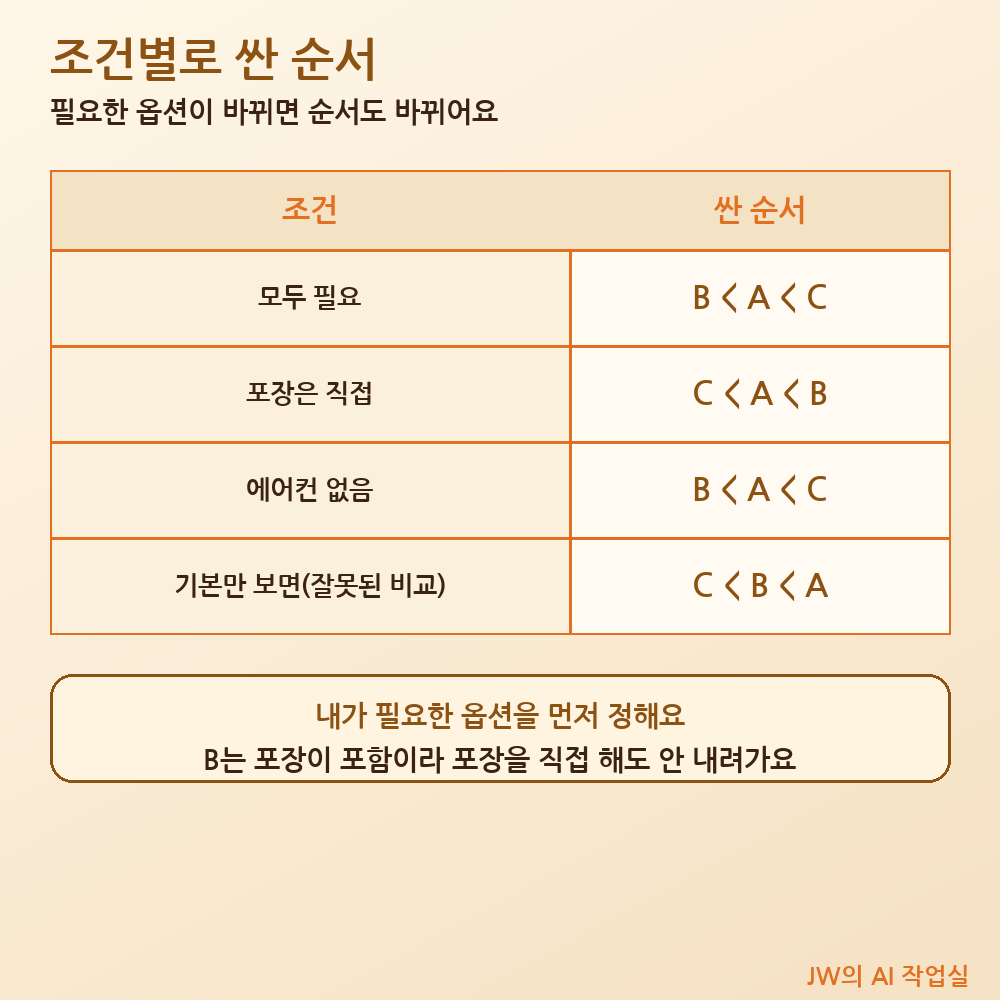 조건별로 싼 순서
필요한 옵션이 바뀌면 순서도 바뀌어요
조건 싼 순서
모두 필요 B < A < C
포장은 직접 C < A < B
에어컨 없음 B < A < C
기본만 보면(잘못된 비교) C < B < A
내가 필요한 옵션을 먼저 정해요
B는 포장이 포함이라 포장을 직접 해도 안 내려가요
JW의 AI 작업실